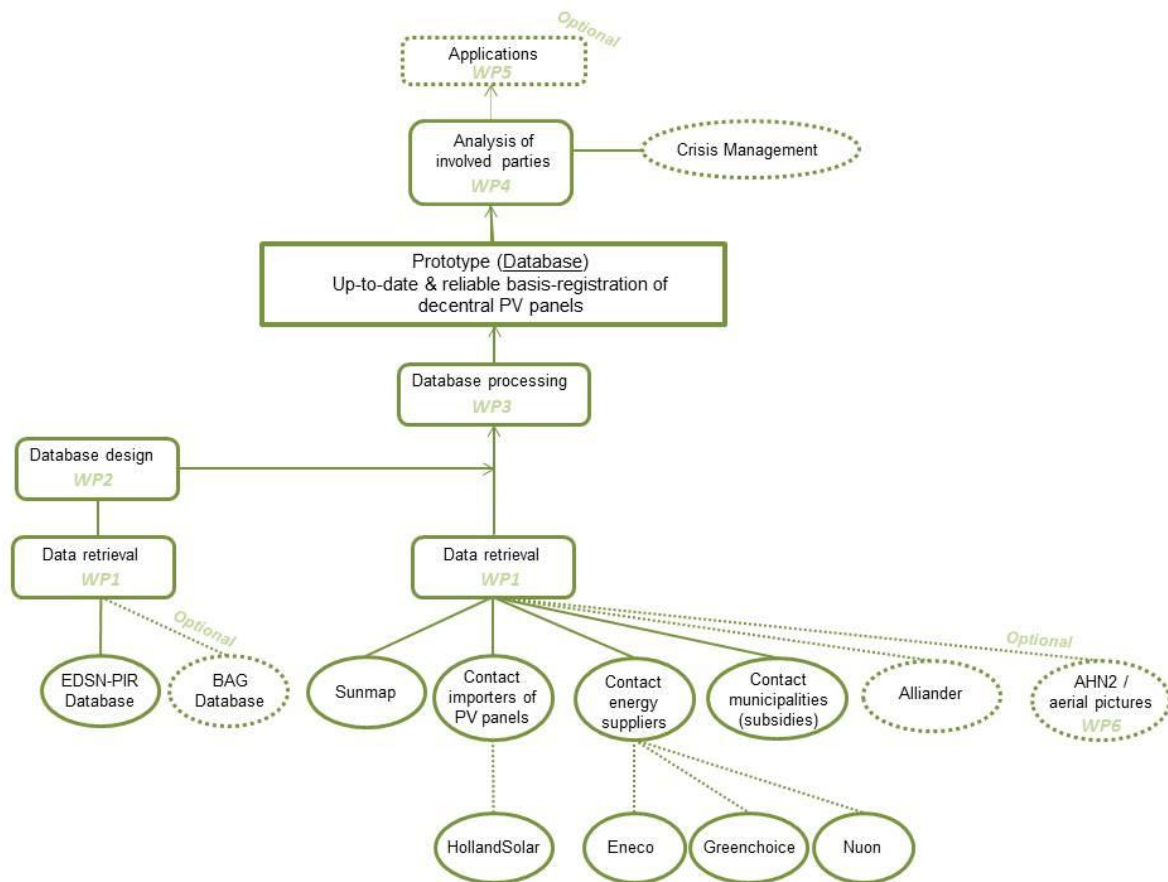 Optional
Applications
WP5
Analysis of
involved parties
WP4
Crisis Management
Prototype (Database)
Up-to-date & reliable basis-registration of
decentral PV panels
Database processing
WP3
Database design
WP2
Data retrieval
WP1
Data retrieval
WP1
Optional
Optional
EDSN-PIR
Database
BAG
Database
Sunmap
Contact
importers of
PV panels
Contact
energy
suppliers
Contact
municipalities
(subsidies)
Alliander
AHN2 /
aerial pictures
WP6
HollandSolar
Eneco
Greenchoice
Nuon